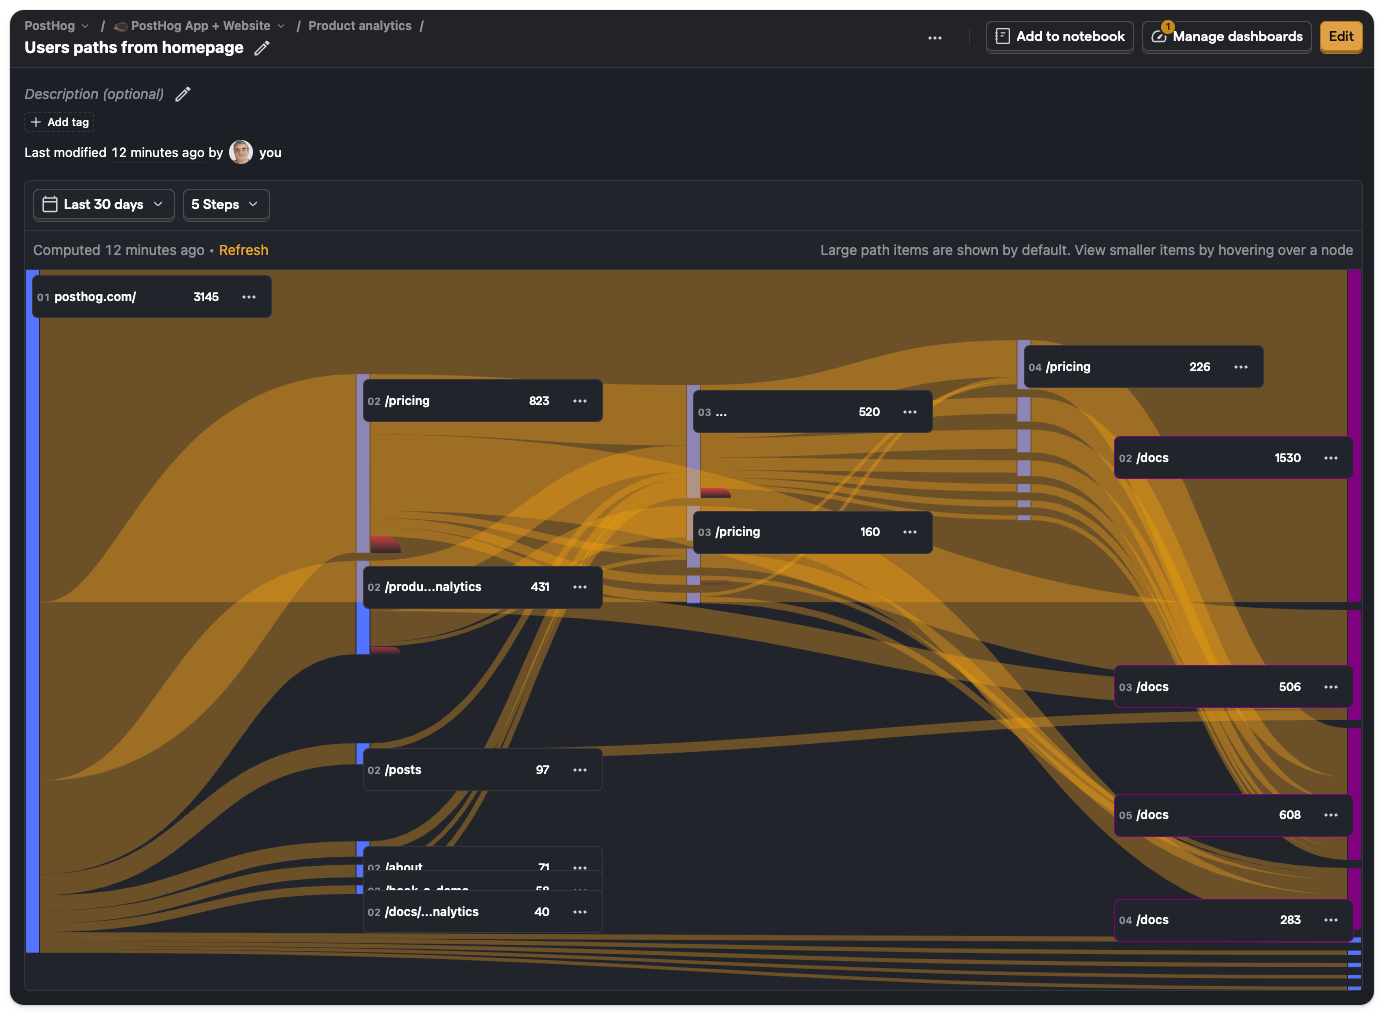 PostHog / PostHog App + Website / Product analytics /
Users paths from homepage
1
Add to notebook
Manage dashboards
Edit
Description (optional)
+ Add tag
Last modified 12 minutes ago by you
Last 30 days
5 Steps
Computed 12 minutes ago • Refresh
Large path items are shown by default. View smaller items by hovering over a node
01 posthog.com/ 3145 ...
04 /pricing 226 ...
02 /pricing 823 ...
03 ... 520 ...
02 /docs 1530 ...
03 /pricing 160 ...
02 /produ...nalytics 431 ...
03 /docs 506 ...
02 /posts 97 ...
05 /docs 608 ...
02 /about 71 ...
02 /docs/...nalytics 40 ...
04 /docs 283 ...